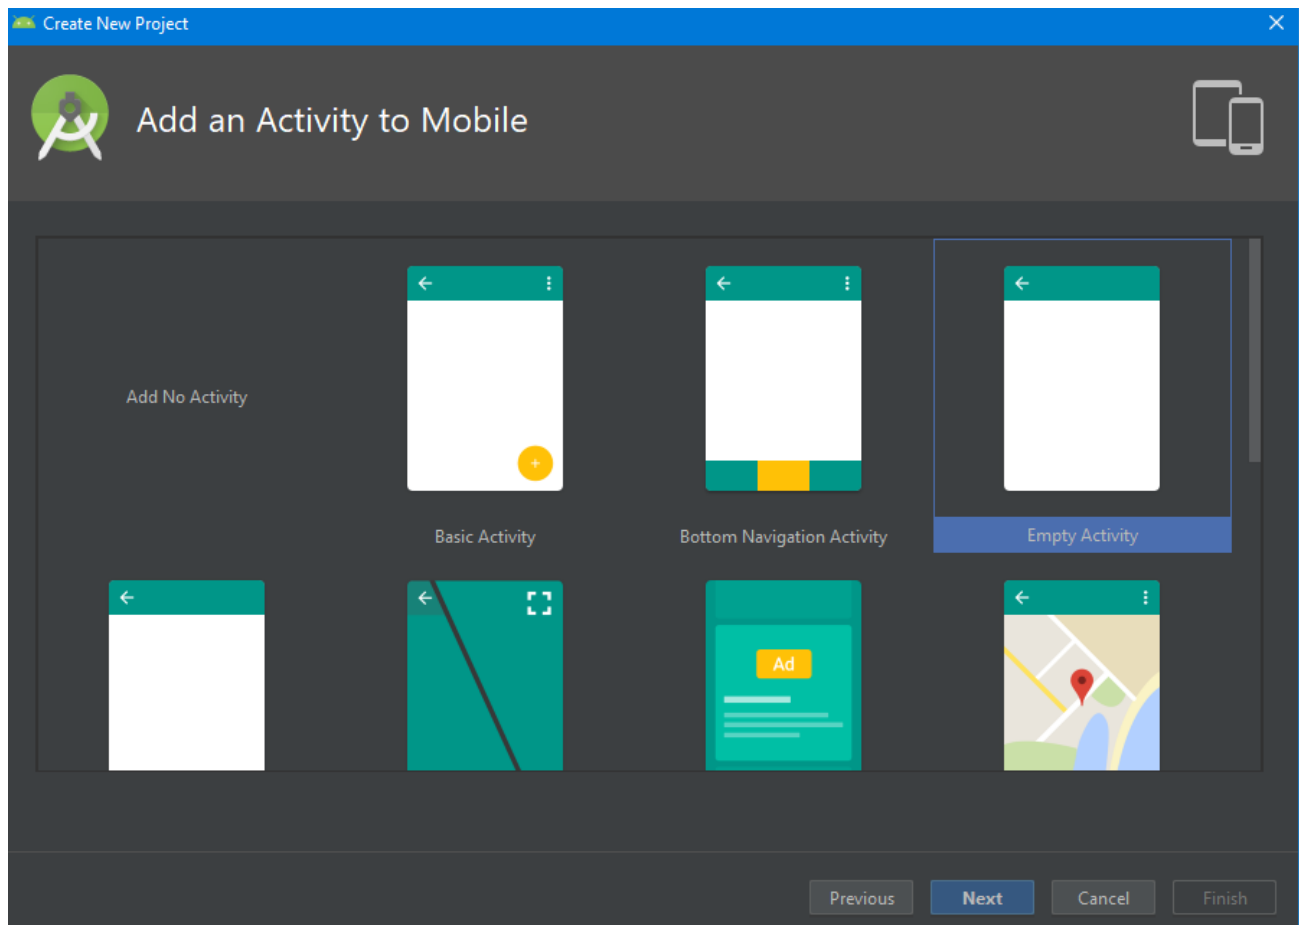 Create New Project
Add an Activity to Mobile
Add No Activity
Basic Activity
Bottom Navigation Activity
Empty Activity
Ad
Previous
Next
Cancel
Finish